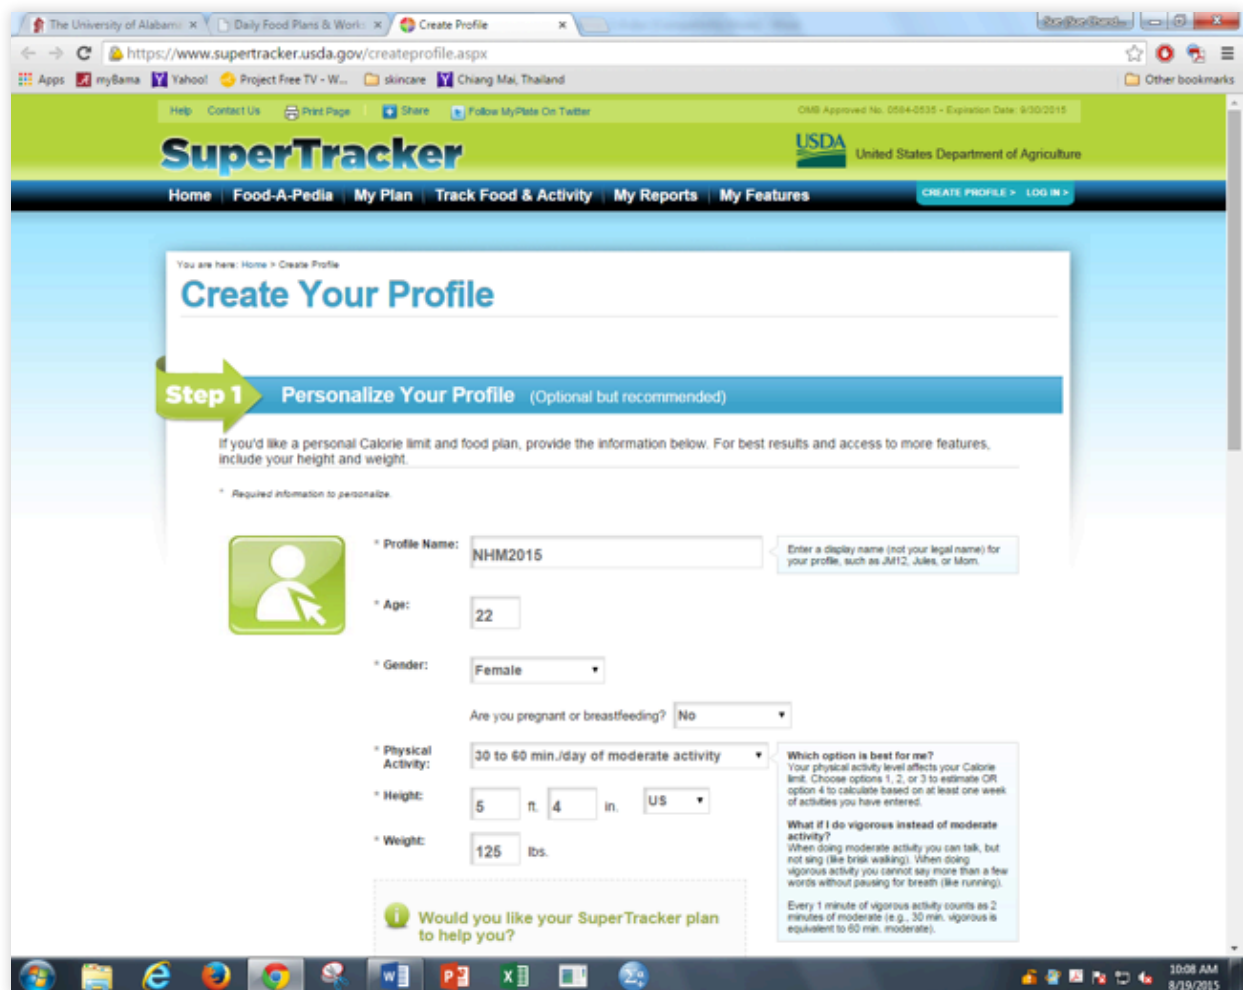 The University of Alabam
Daily Food Plans & Work
Create Profile
https://www.supertracker.usda.gov/createprofile.aspx
Apps myBama Yahoo! Project Free TV - W... skincare Chiang Mai, Thailand Other bookmarks
Help Contact Us Print Page Share Follow MyPlate On Twitter OMB Approved No. 0584-0535 - Expiration Date: 9/30/2015
SuperTracker
USDA United States Department of Agriculture
Home Food-A-Pedia My Plan Track Food & Activity My Reports My Features CREATE PROFILE > LOG IN >
You are here: Home > Create Profile
Create Your Profile
Step 1 Personalize Your Profile (Optional but recommended)
If you'd like a personal Calorie limit and food plan, provide the information below. For best results and access to more features,
include your height and weight.
* Required information to personalize.
* Profile Name: NHM2015
Enter a display name (not your legal name) for
your profile, such as JM12, Jules, or Mom.
* Age: 22
* Gender: Female
Are you pregnant or breastfeeding? No
* Physical
Activity:
30 to 60 min./day of moderate activity
* Height: 5 ft. 4 in. US
* Weight: 125 lbs.
Which option is best for me?
Your physical activity level affects your Calorie
limit. Choose options 1, 2, or 3 to estimate OR
option 4 to calculate based on at least one week
of activities you have entered.
What if I do vigorous instead of moderate
activity?
When doing moderate activity you can talk, but
not sing (like brisk walking). When doing
vigorous activity you cannot say more than a few
words without pausing for breath (like running).
Every 1 minute of vigorous activity counts as 2
minutes of moderate (e.g., 30 min. vigorous is
equivalent to 60 min. moderate).
Would you like your SuperTracker plan
to help you?
10:08 AM
8/19/2015